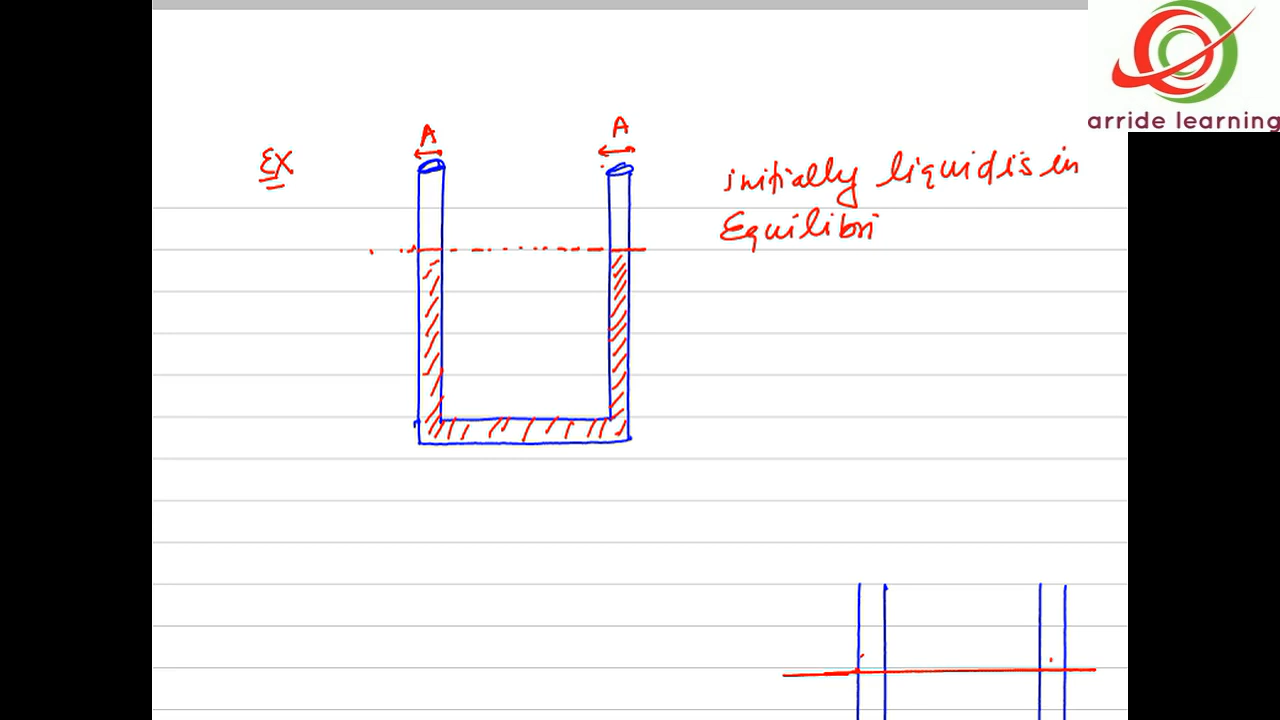 arride learning
A
A
EX
initially liquid is in
Equilibri